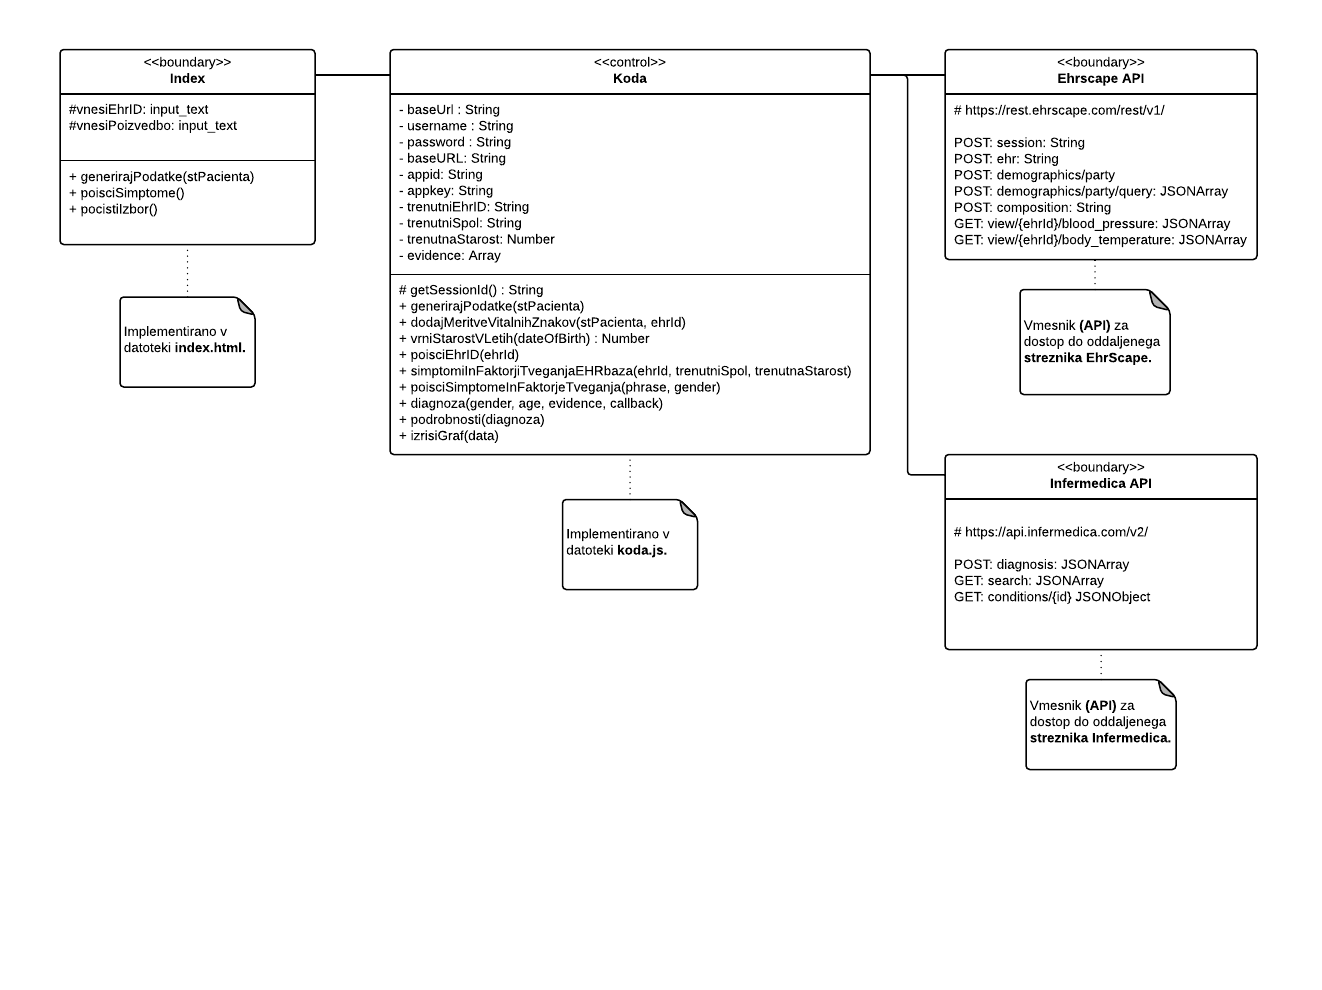 <<boundary>>
Index
#vnesiEhrID: input_text
#vnesiPoizvedbo: input_text
+ generirajPodatke(stPacienta)
+ poisciSimptome()
+ pocistiIzbor()
Implementirano v
datoteki index.html.
<<control>>
Koda
- baseUrl : String
- username : String
- password : String
- baseURL: String
- appid: String
- appkey: String
- trenutniEhrID: String
- trenutniSpol: String
- trenutnaStarost: Number
- evidence: Array
# getSessionId() : String
+ generirajPodatke(stPacienta)
+ dodajMeritveVitalnihZnakov(stPacienta, ehrId)
+ vrniStarostVLetih(dateOfBirth) : Number
+ poisciEhrID(ehrId)
+ simptomiInFaktorjiTveganjaEHRbaza(ehrId, trenutniSpol, trenutnaStarost)
+ poisciSimptomeInFaktorjeTveganja(phrase, gender)
+ diagnoza(gender, age, evidence, callback)
+ podrobnosti(diagnoza)
+ izrisiGraf(data)
Implementirano v
datoteki koda.js.
<<boundary>>
Ehrscape API
# https://rest.ehrscape.com/rest/v1/
POST: session: String
POST: ehr: String
POST: demographics/party
POST: demographics/party/query: JSONArray
POST: composition: String
GET: view/{ehrId}/blood_pressure: JSONArray
GET: view/{ehrId}/body_temperature: JSONArray
Vmesnik (API) za
dostop do oddaljenega
streznika EhrScape.
<<boundary>>
Infermedica API
# https://api.infermedica.com/v2/
POST: diagnosis: JSONArray
GET: search: JSONArray
GET: conditions/{id} JSONObject
Vmesnik (API) za
dostop do oddaljenega
streznika Infermedica.